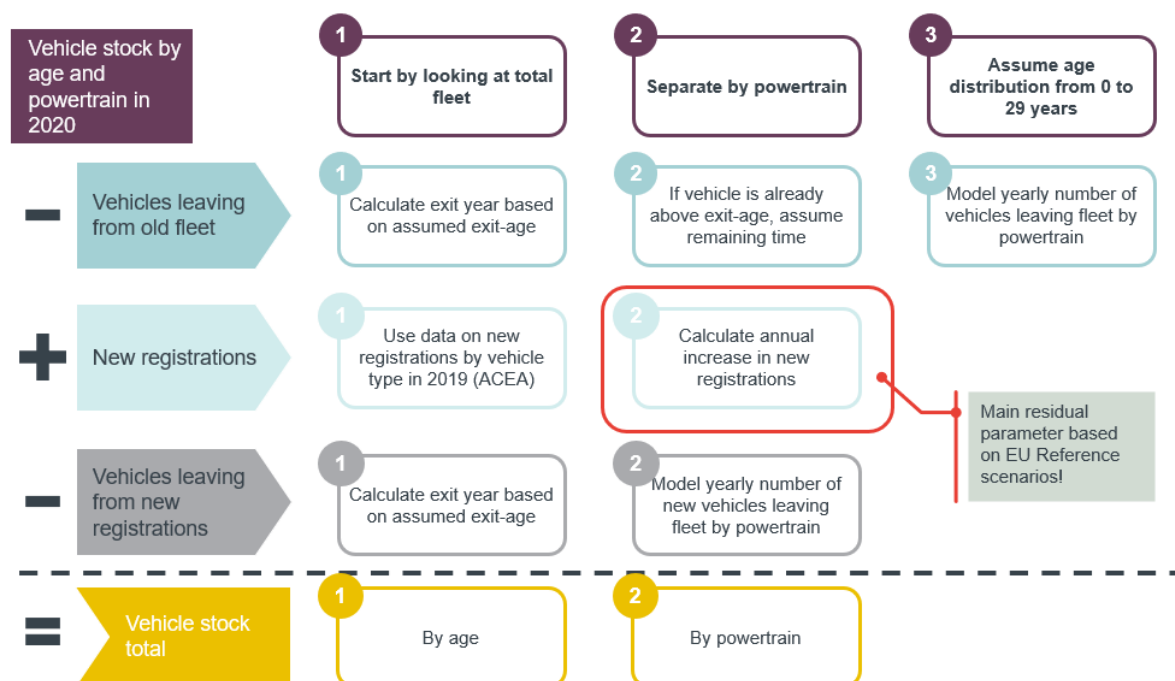 Vehicle stock by
age and
powertrain in
2020
1
Start by looking at total
fleet
2
Separate by powertrain
3
Assume age
distribution from 0 to
29 years
−
Vehicles leaving
from old fleet
1
Calculate exit year based
on assumed exit-age
2
If vehicle is already
above exit-age, assume
remaining time
3
Model yearly number of
vehicles leaving fleet by
powertrain
+
New registrations
1
Use data on new
registrations by vehicle
type in 2019 (ACEA)
2
Calculate annual
increase in new
registrations
Main residual
parameter based
on EU Reference
scenarios!
−
Vehicles leaving
from new
registrations
1
Calculate exit year based
on assumed exit-age
2
Model yearly number of
new vehicles leaving
fleet by powertrain
=
Vehicle stock
total
1
By age
2
By powertrain